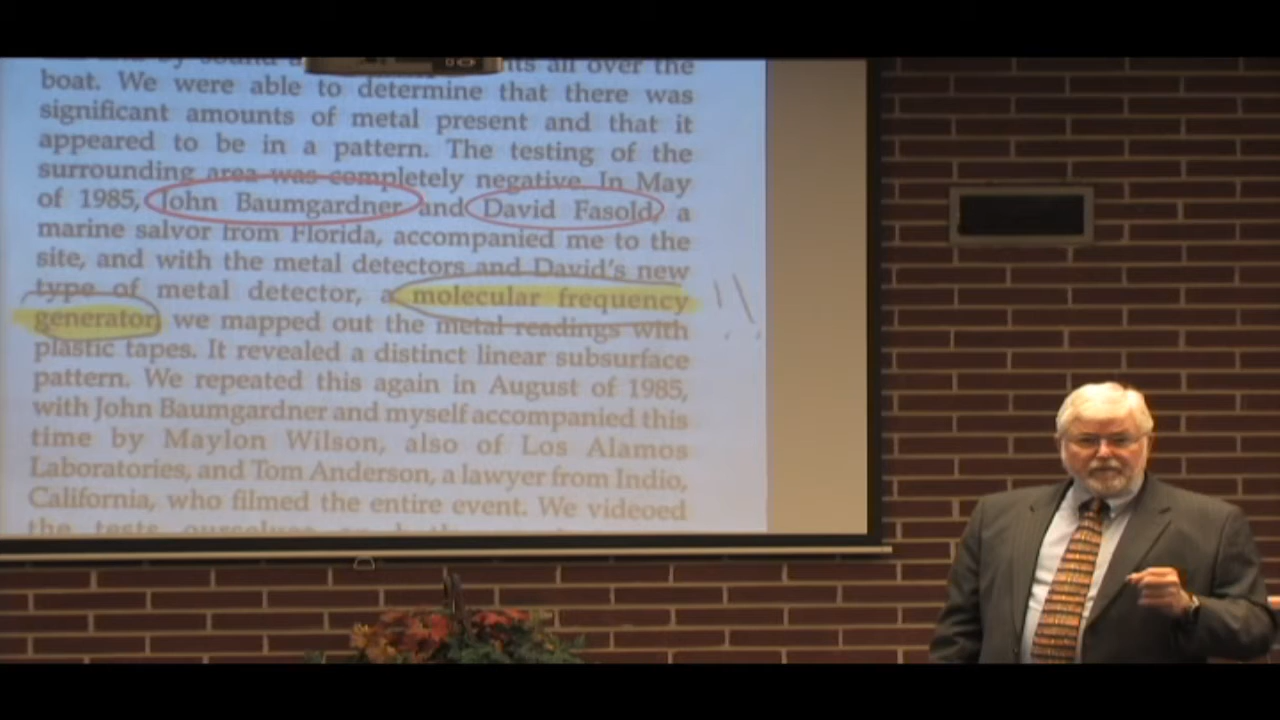 all over the
boat. We were able to determine that there was
significant amounts of metal present and that it
appeared to be in a pattern. The testing of the
surrounding area was completely negative. In May
of 1985, John Baumgardner and David Fasold, a
marine salvor from Florida, accompanied me to the
site, and with the metal detectors and David's new
type of metal detector, a molecular frequency
generator, we mapped out the metal readings with
plastic tapes. It revealed a distinct linear subsurface
pattern. We repeated this again in August of 1985,
with John Baumgardner and myself accompanied this
time by Maylon Wilson, also of Los Alamos
Laboratories, and Tom Anderson, a lawyer from Indio,
California, who filmed the entire event. We videoed
the tests ourselves
!!